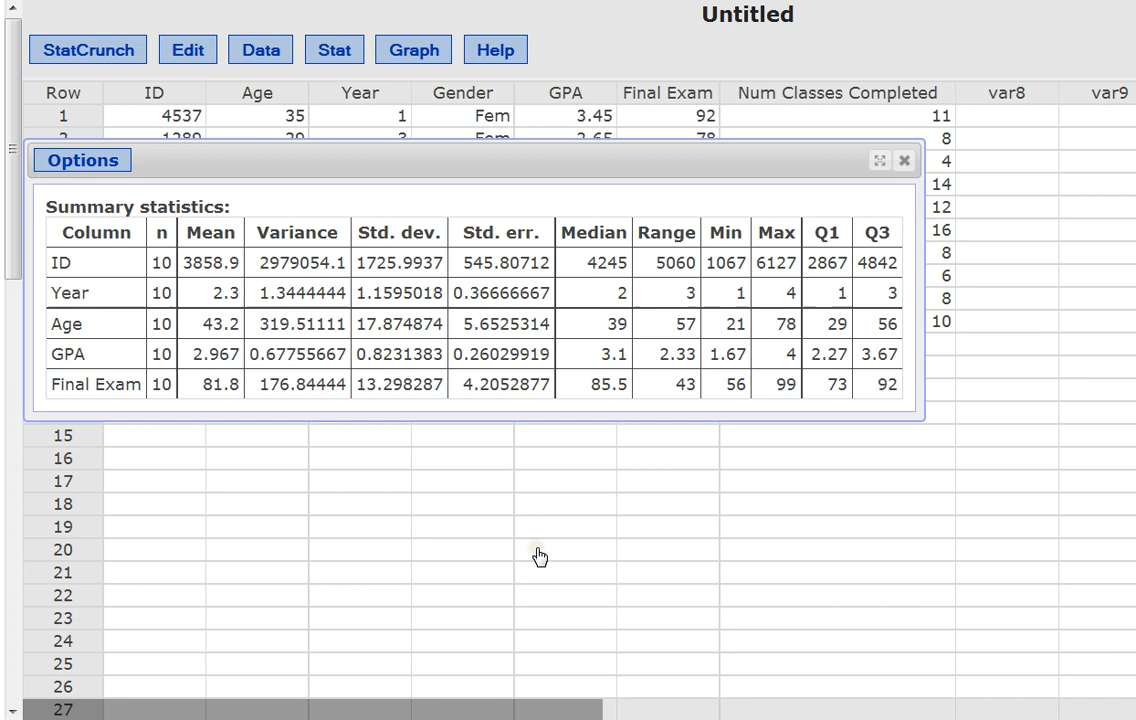 Untitled
StatCrunch Edit Data Stat Graph Help
Row ID Age Year Gender GPA Final Exam Num Classes Completed var8 var9
1 4537 35 1 Fem 3.45 92 11
2 1289 29 3 Fem 2.65 78 8
Options
4
14
Summary statistics: 12
Column n Mean Variance Std. dev. Std. err. Median Range Min Max Q1 Q3 16
ID 10 3858.9 2979054.1 1725.9937 545.80712 4245 5060 1067 6127 2867 4842 8
6
Year 10 2.3 1.3444444 1.1595018 0.36666667 2 3 1 4 1 3 8
Age 10 43.2 319.51111 17.874874 5.6525314 39 57 21 78 29 56 10
GPA 10 2.967 0.67755667 0.8231383 0.26029919 3.1 2.33 1.67 4 2.27 3.67
Final Exam 10 81.8 176.84444 13.298287 4.2052877 85.5 43 56 99 73 92
15
16
17
18
19
20
21
22
23
24
25
26
27